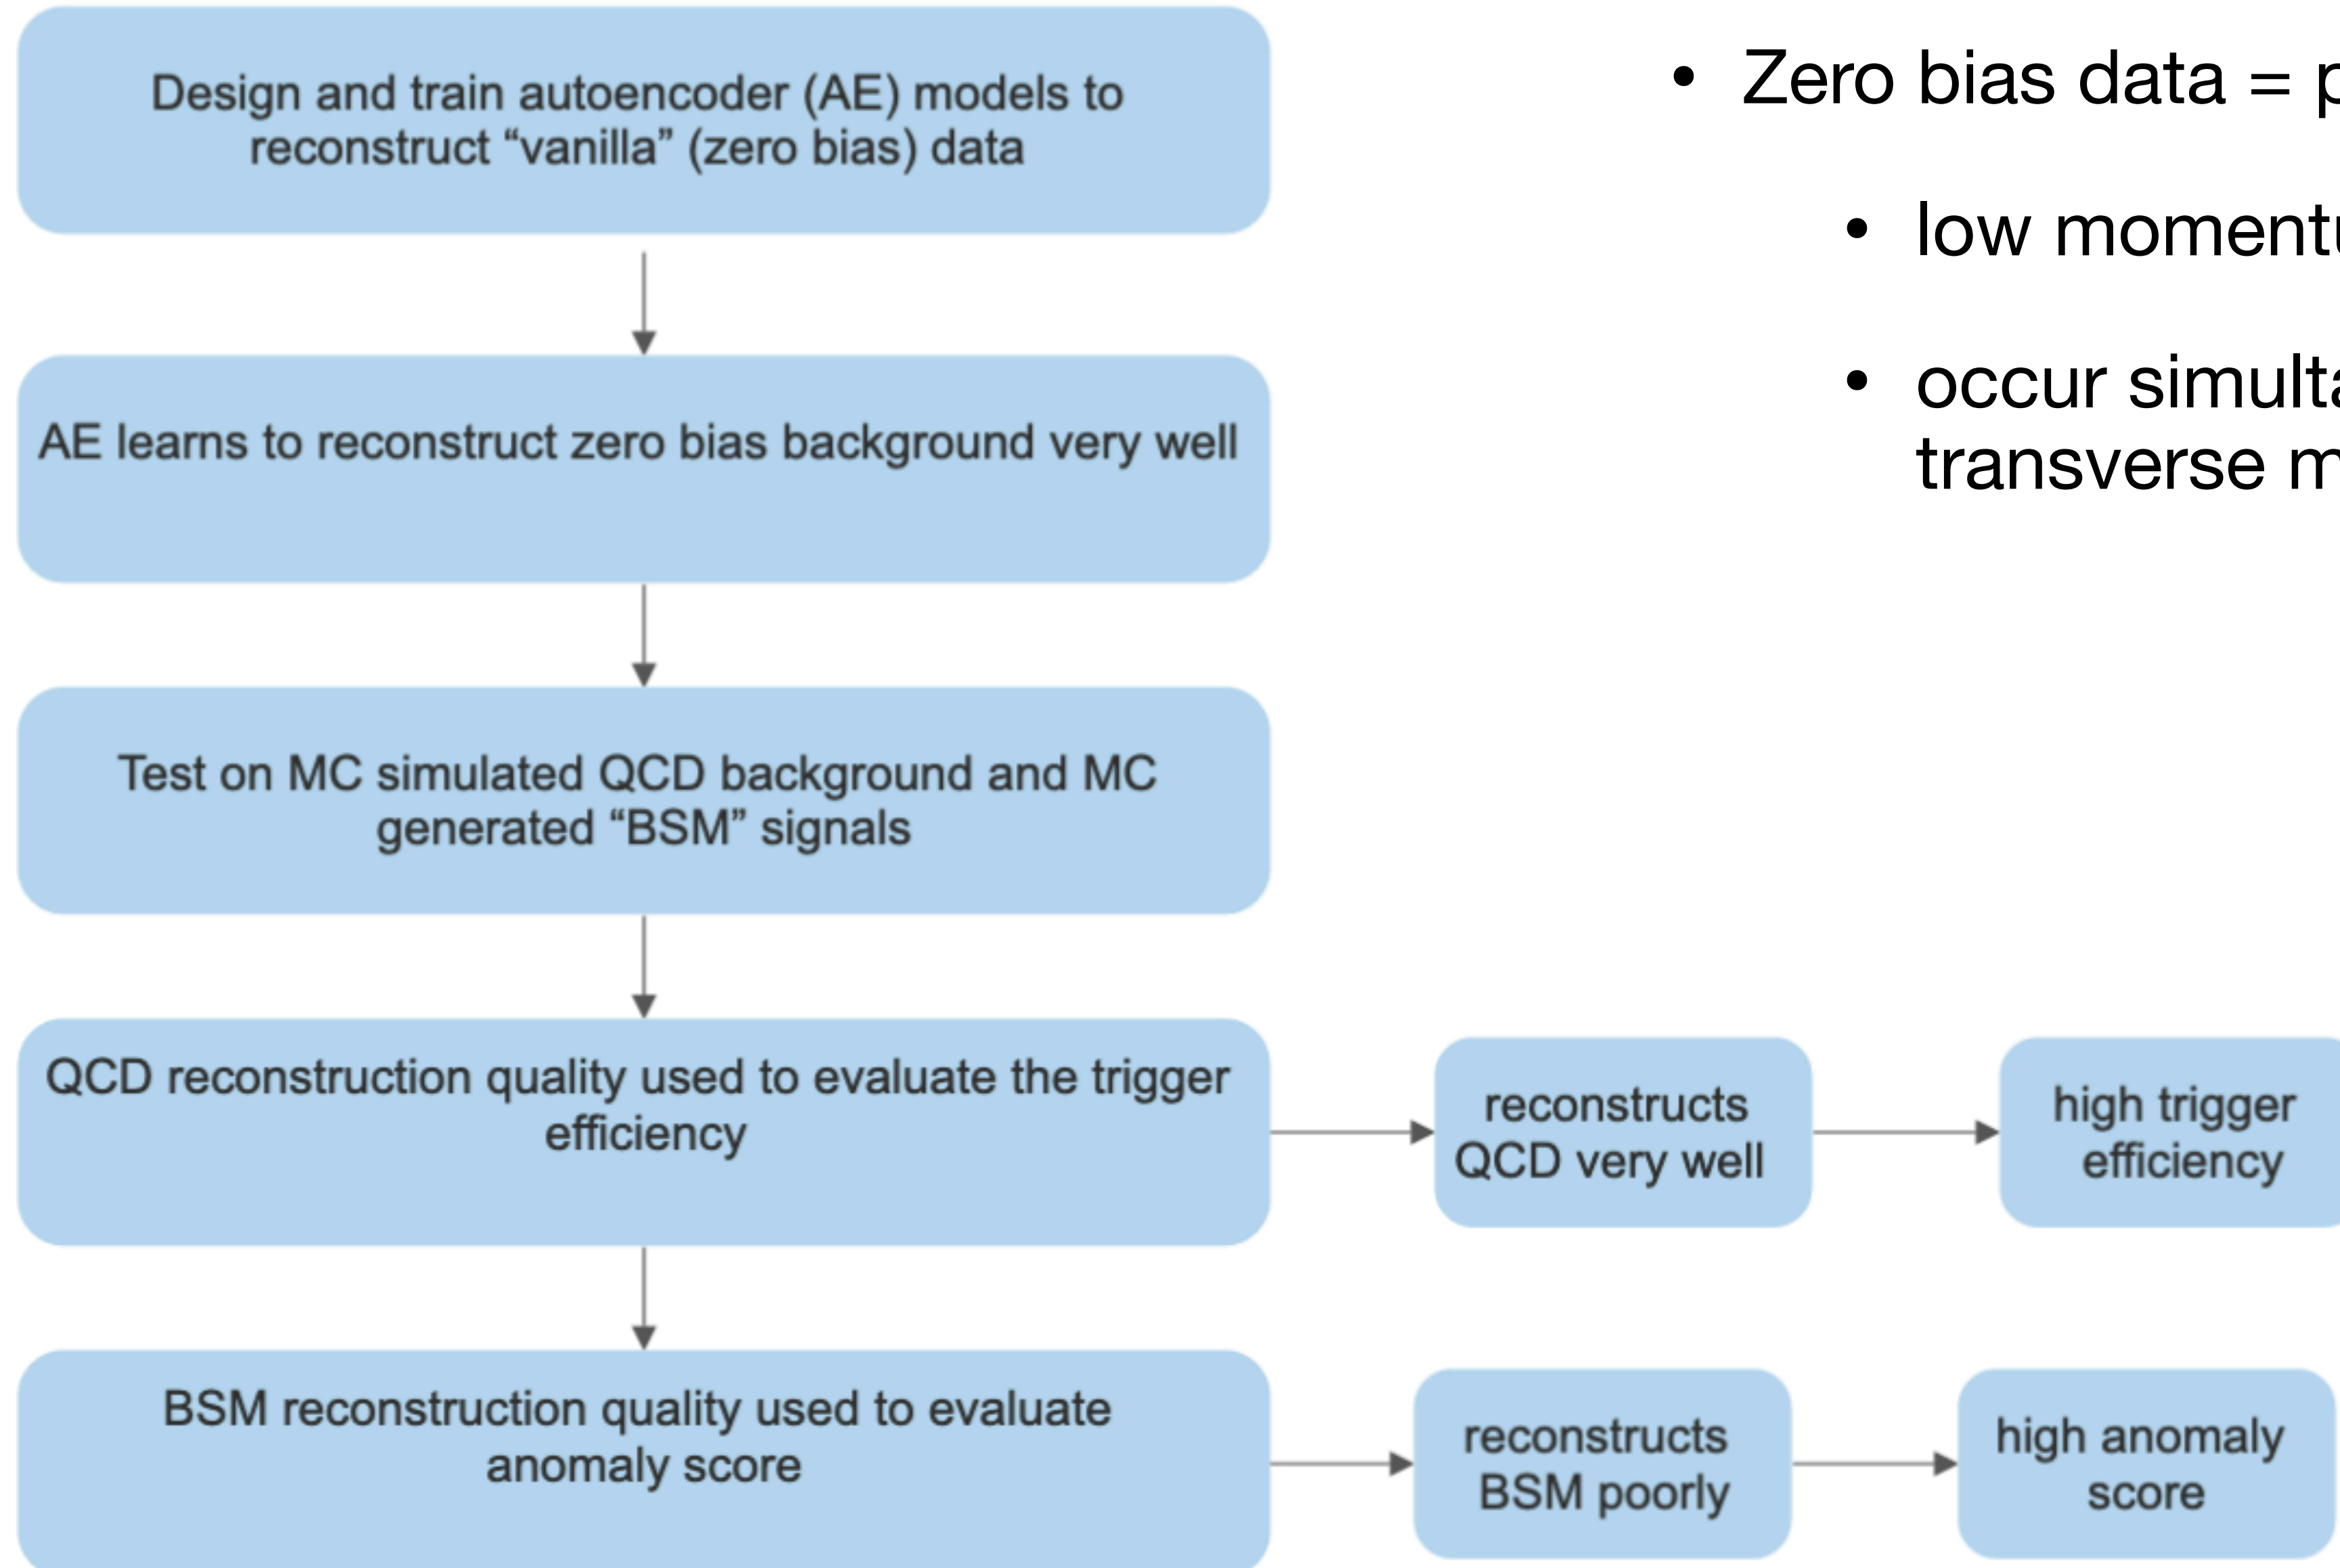 Design and train autoencoder (AE) models to
reconstruct “vanilla” (zero bias) data
AE learns to reconstruct zero bias background very well
Test on MC simulated QCD background and MC
generated “BSM” signals
QCD reconstruction quality used to evaluate the trigger
efficiency
reconstructs
QCD very well
high trigger
efficiency
BSM reconstruction quality used to evaluate
anomaly score
reconstructs
BSM poorly
high anomaly
score
• Zero bias data =
• low
• occur
transverse